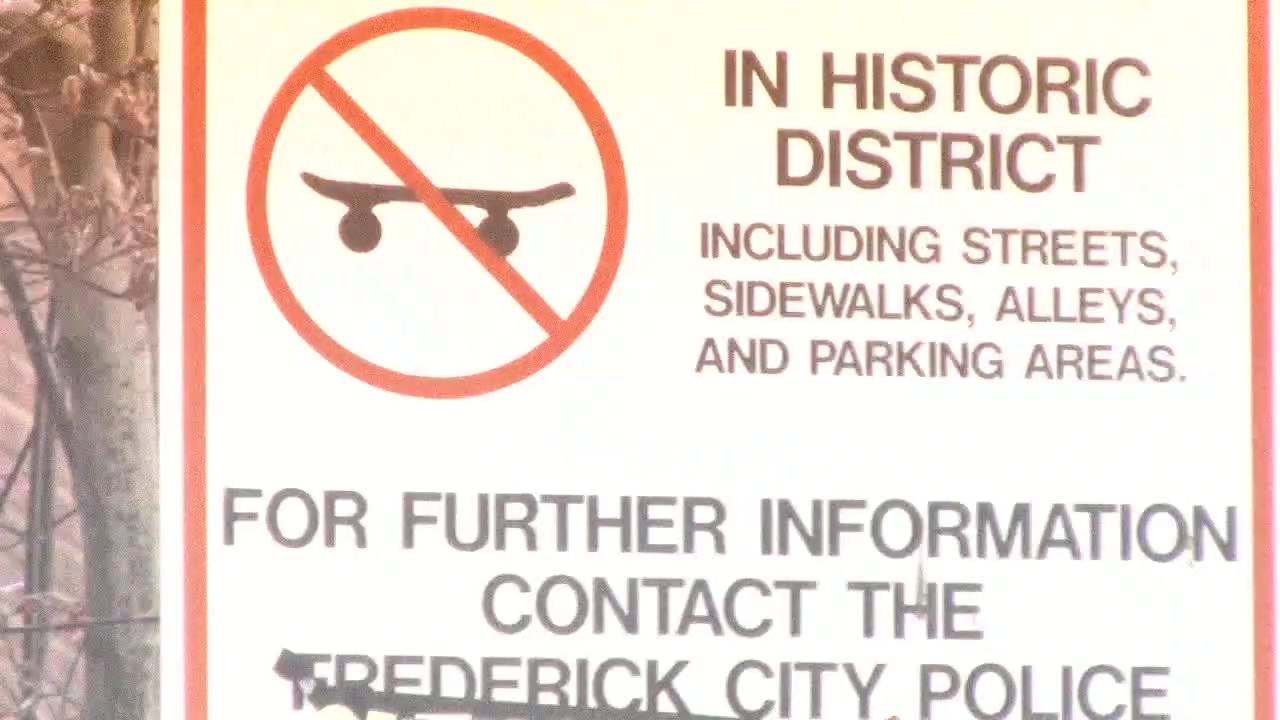 IN HISTORIC
DISTRICT
INCLUDING STREETS,
SIDEWALKS, ALLEYS,
AND PARKING AREAS.
FOR FURTHER INFORMATION
CONTACT THE
FREDERICK CITY POLICE